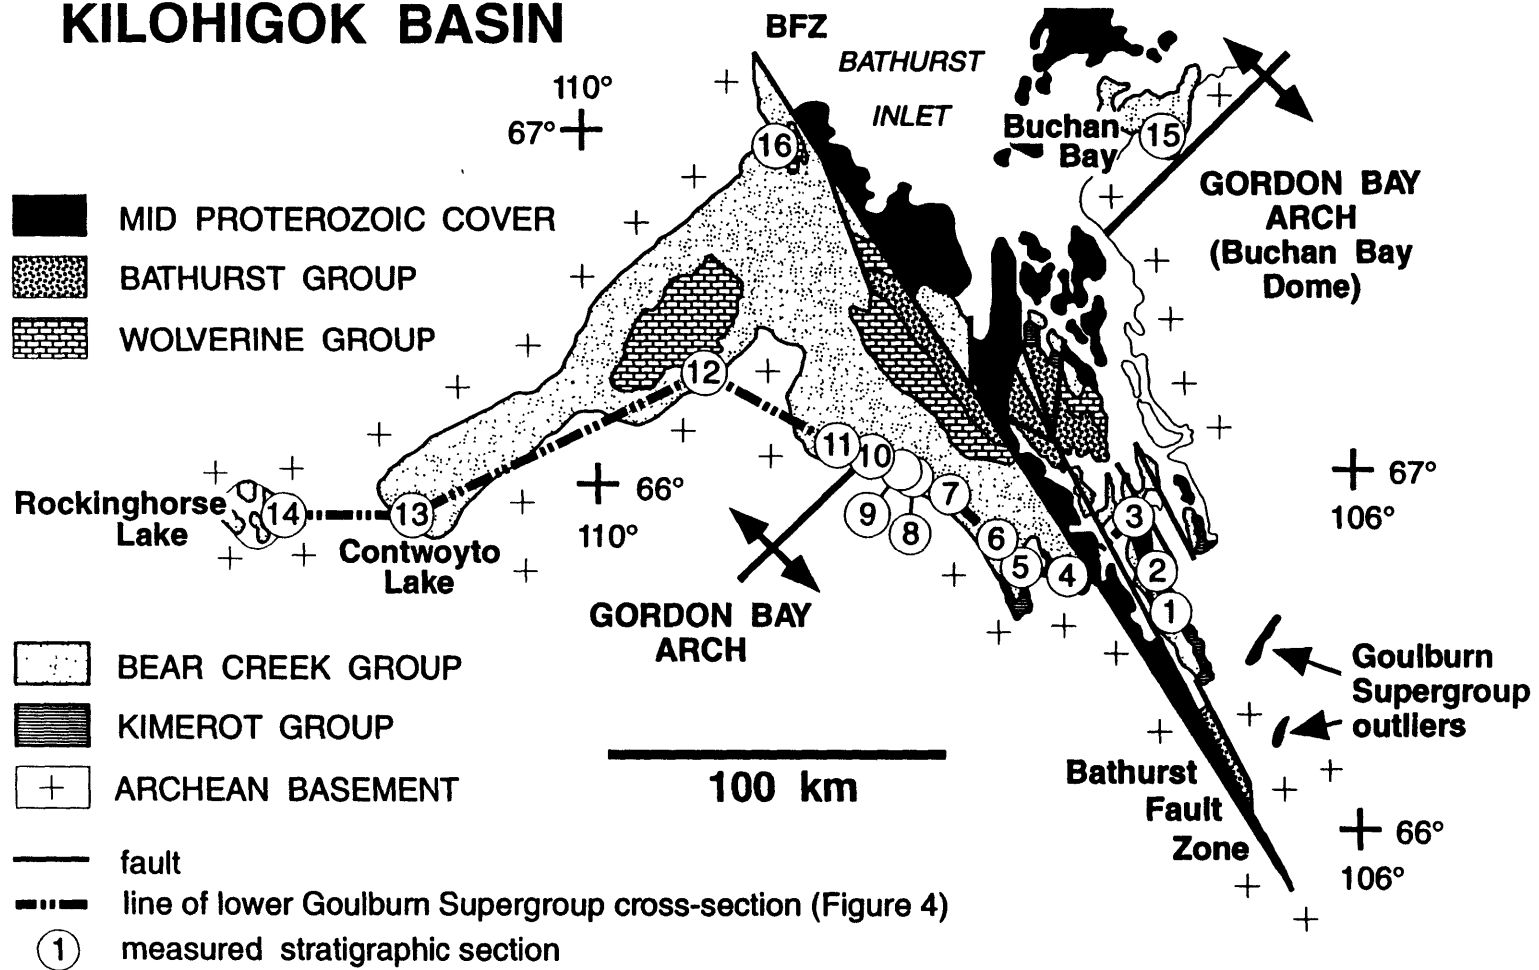 KILOHIGOK BASIN
BFZ
BATHURST
INLET
110°
67°
Buchan
Bay
15
16
GORDON BAY
ARCH
(Buchan Bay
Dome)
MID PROTEROZOIC COVER
BATHURST GROUP
WOLVERINE GROUP
12
11
10
9
8
7
6
5
4
3
2
1
67°
106°
66°
110°
Rockinghorse
Lake
14
13
Contwoyto
Lake
GORDON BAY
ARCH
BEAR CREEK GROUP
KIMEROT GROUP
ARCHEAN BASEMENT
Goulburn
Supergroup
outliers
100 km
Bathurst
Fault
Zone
66°
106°
fault
line of lower Goulburn Supergroup cross-section (Figure 4)
1 measured stratigraphic section